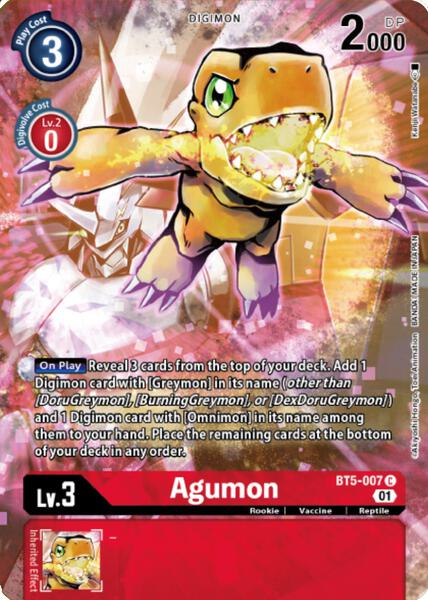 DIGIMON
Play Cost
3
DP
2000
Digivolve Cost
Lv.2
0
Kenji Watanabe
©Akiyoshi Hongo, Toei Animation BANDAI MADE IN JAPAN
On Play Reveal 3 cards from the top of your deck. Add 1
Digimon card with [Greymon] in its name (other than
[DoruGreymon], [BurningGreymon], or [DexDoruGreymon])
and 1 Digimon card with [Omnimon] in its name among
them to your hand. Place the remaining cards at the bottom
of your deck in any order.
Lv.3
Agumon
BT5-007 C
01
Rookie | Vaccine | Reptile
Inherited Effect
-